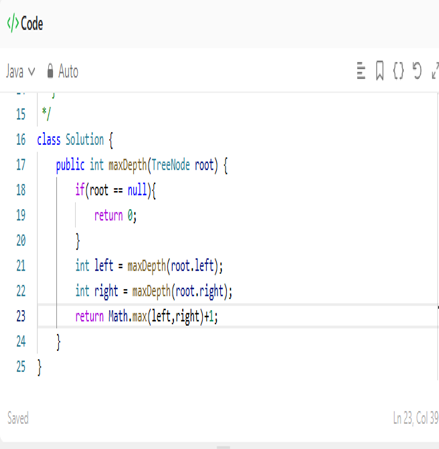 </>Code
Java Auto
15 */
16 class Solution {
17 public int maxDepth(TreeNode root) {
18 if(root == null){
19 return 0;
20 }
21 int left = maxDepth(root.left);
22 int right = maxDepth(root.right);
23 return Math.max(left,right)+1;
24 }
25 }
Saved Ln 23, Col 39